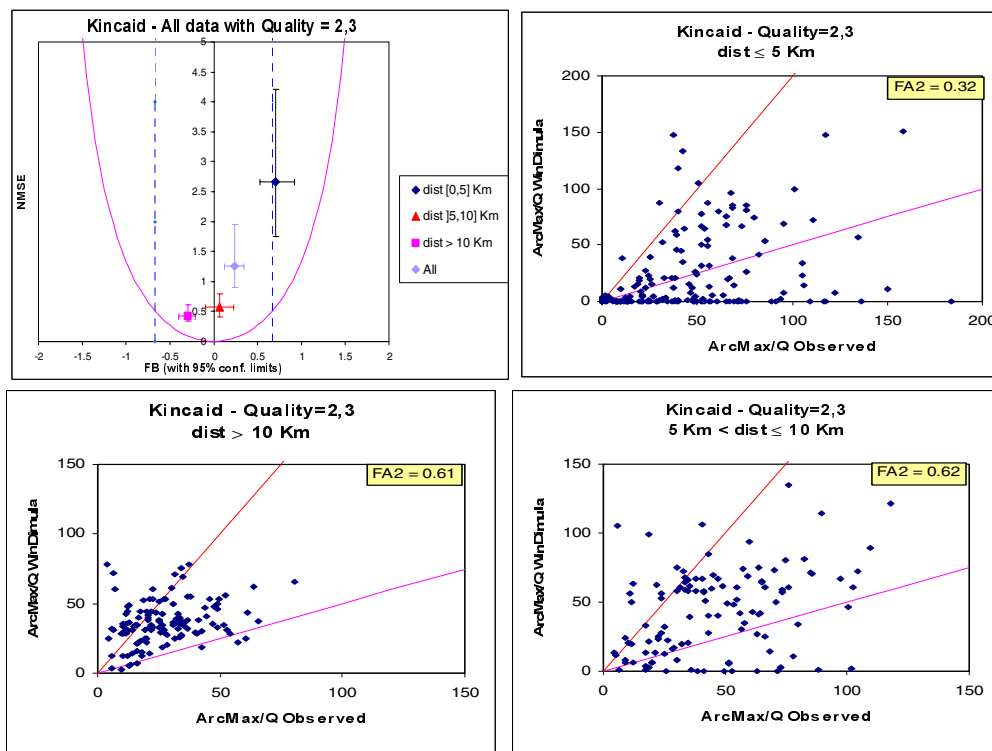 Kincaid - All data with Quality = 2,3
5
4.5
4
3.5
3
2.5
2
1.5
1
0.5
0
-2
-1.5
-1
-0.5
0
0.5
1
1.5
2
NMSE
FB (with 95% conf. limits)
dist [0,5] Km
dist ]5,10] Km
dist > 10 Km
All
Kincaid - Quality=2,3
dist ≤ 5 Km
FA2 = 0.32
200
150
100
50
0
0
50
100
150
200
ArcMax/Q WinDimula
ArcMax/Q Observed
Kincaid - Quality=2,3
dist > 10 Km
FA2 = 0.61
150
100
50
0
0
50
100
150
ArcMax/Q WinDimula
ArcMax/Q Observed
Kincaid - Quality=2,3
5 Km < dist ≤ 10 Km
FA2 = 0.62
150
100
50
0
0
50
100
150
ArcMax/Q WinDimula
ArcMax/Q Observed